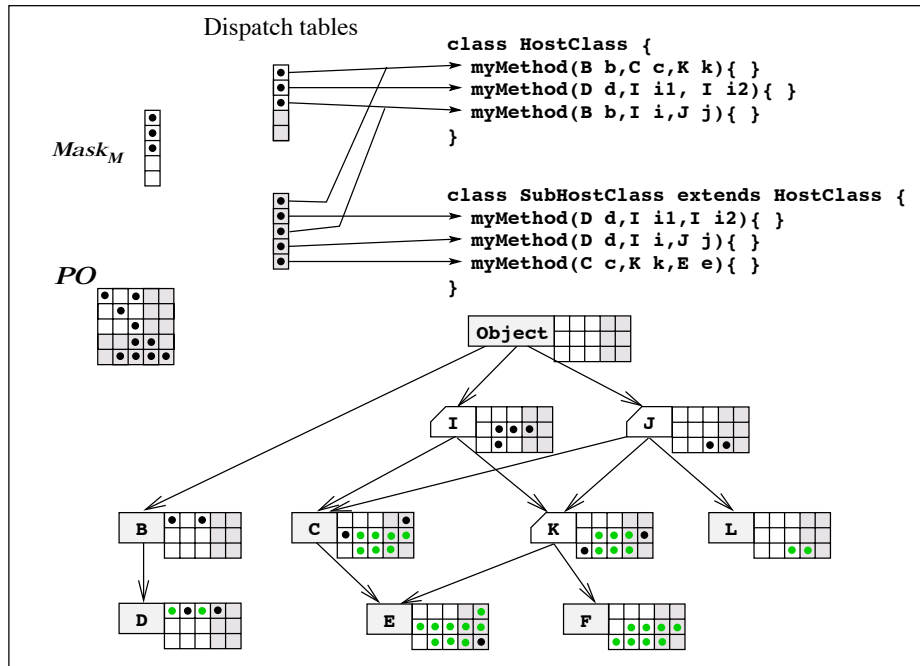 Dispatch tables
class HostClass {
myMethod(B b,C c,K k){ }
myMethod(D d,I i1, I i2){ }
myMethod(B b,I i,J j){ }
}
MaskM
class SubHostClass extends HostClass {
myMethod(D d,I i1,I i2){ }
myMethod(D d,I i,J j){ }
myMethod(C c,K k,E e){ }
}
PO
Object
I
J
B
C
K
L
D
E
F